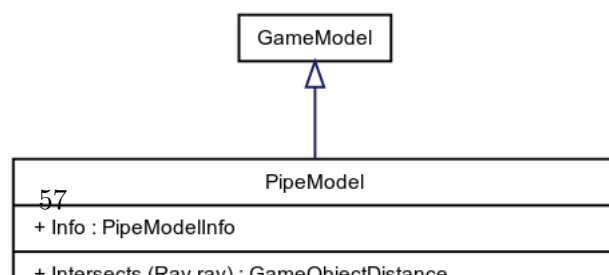 GameModel
PipeModel
57
+ Info : PipeModelInfo
+ Intersects (Ray ray) : GameObjectDistance